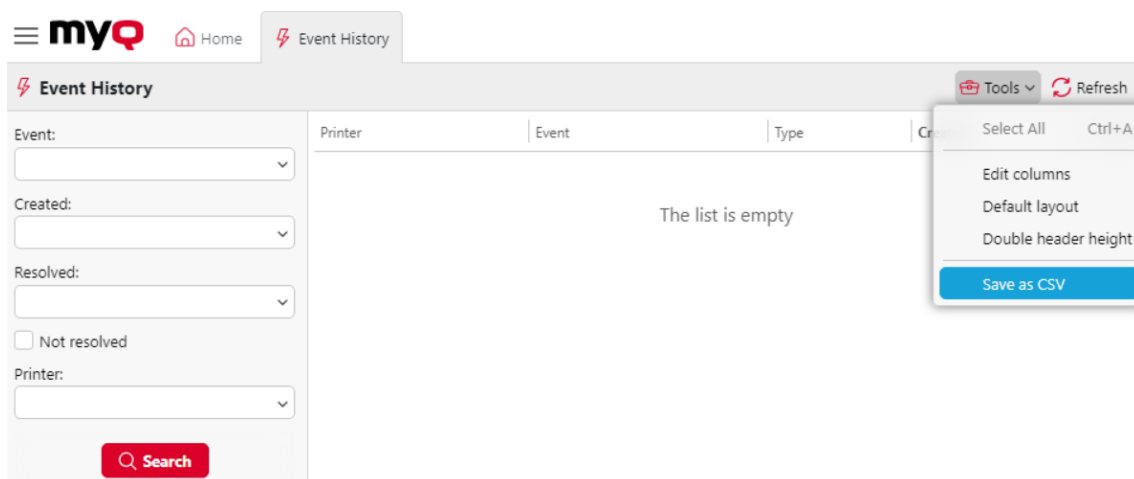 myQ Home Event History
Event History Tools Refresh
Event: Printer Event Type
Select All Ctrl+A
Edit columns
Created: Default layout
The list is empty
Double header height
Resolved: Save as CSV
Not resolved
Printer:
Search